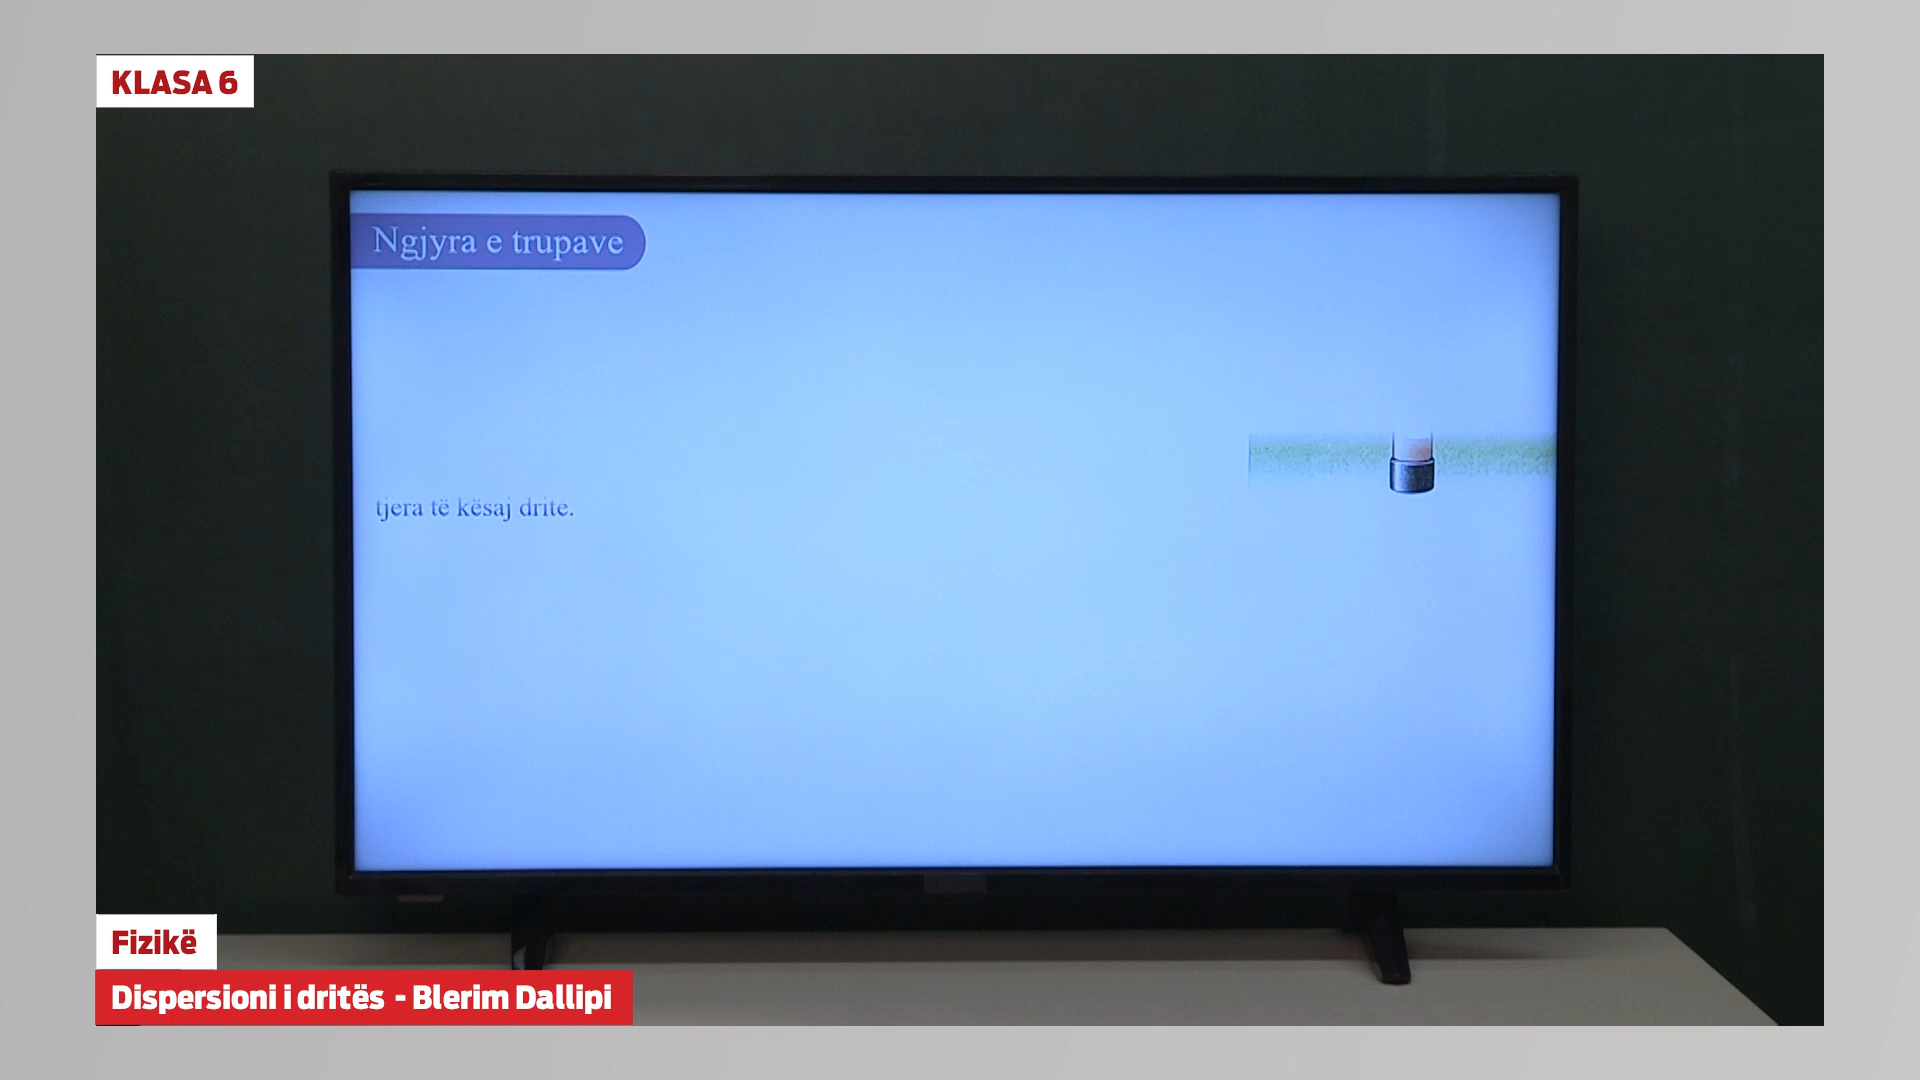 KLASA 6
Ngjyra e trupave
tjera të kësaj drite.
Fizikë
Dispersioni i dritës - Blerim Dallipi